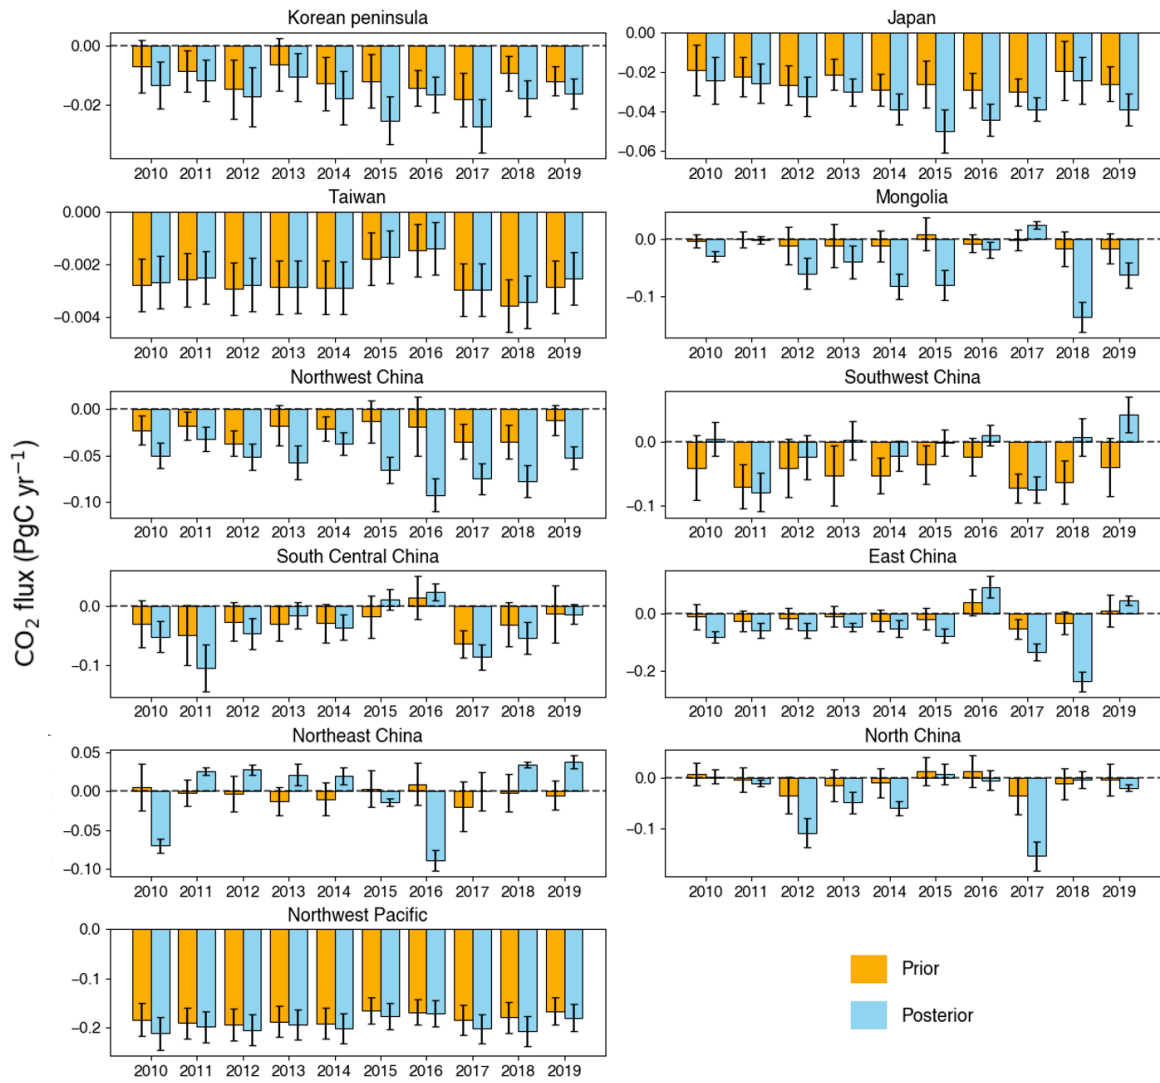 Korean peninsula
0.00
−0.02
2010 2011 2012 2013 2014 2015 2016 2017 2018 2019
Japan
0.00
−0.02
−0.04
−0.06
2010 2011 2012 2013 2014 2015 2016 2017 2018 2019
Taiwan
0.000
−0.002
−0.004
2010 2011 2012 2013 2014 2015 2016 2017 2018 2019
Mongolia
0.0
−0.1
2010 2011 2012 2013 2014 2015 2016 2017 2018 2019
Northwest China
0.00
−0.05
−0.10
2010 2011 2012 2013 2014 2015 2016 2017 2018 2019
Southwest China
0.0
−0.1
2010 2011 2012 2013 2014 2015 2016 2017 2018 2019
CO₂ flux (PgC yr⁻¹)
South Central China
0.0
−0.1
2010 2011 2012 2013 2014 2015 2016 2017 2018 2019
East China
0.0
−0.2
2010 2011 2012 2013 2014 2015 2016 2017 2018 2019
Northeast China
0.05
0.00
−0.05
−0.10
2010 2011 2012 2013 2014 2015 2016 2017 2018 2019
North China
0.0
−0.1
2010 2011 2012 2013 2014 2015 2016 2017 2018 2019
Northwest Pacific
0.0
−0.1
−0.2
2010 2011 2012 2013 2014 2015 2016 2017 2018 2019
Prior
Posterior